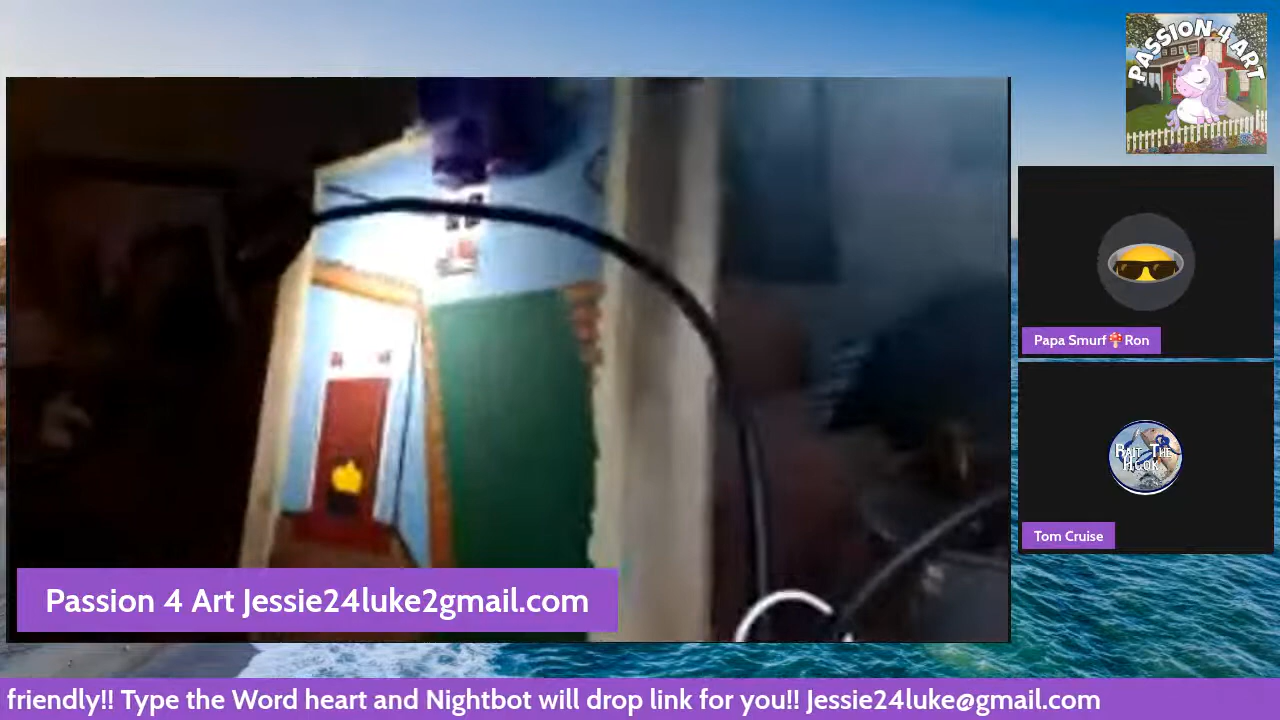 PASSION 4 ART
Papa Smurf🍄Ron
BAIT THE
HOOK
Tom Cruise
Passion 4 Art Jessie24luke2gmail.com
friendly!! Type the Word heart and Nightbot will drop link for you!! Jessie24luke@gmail.com